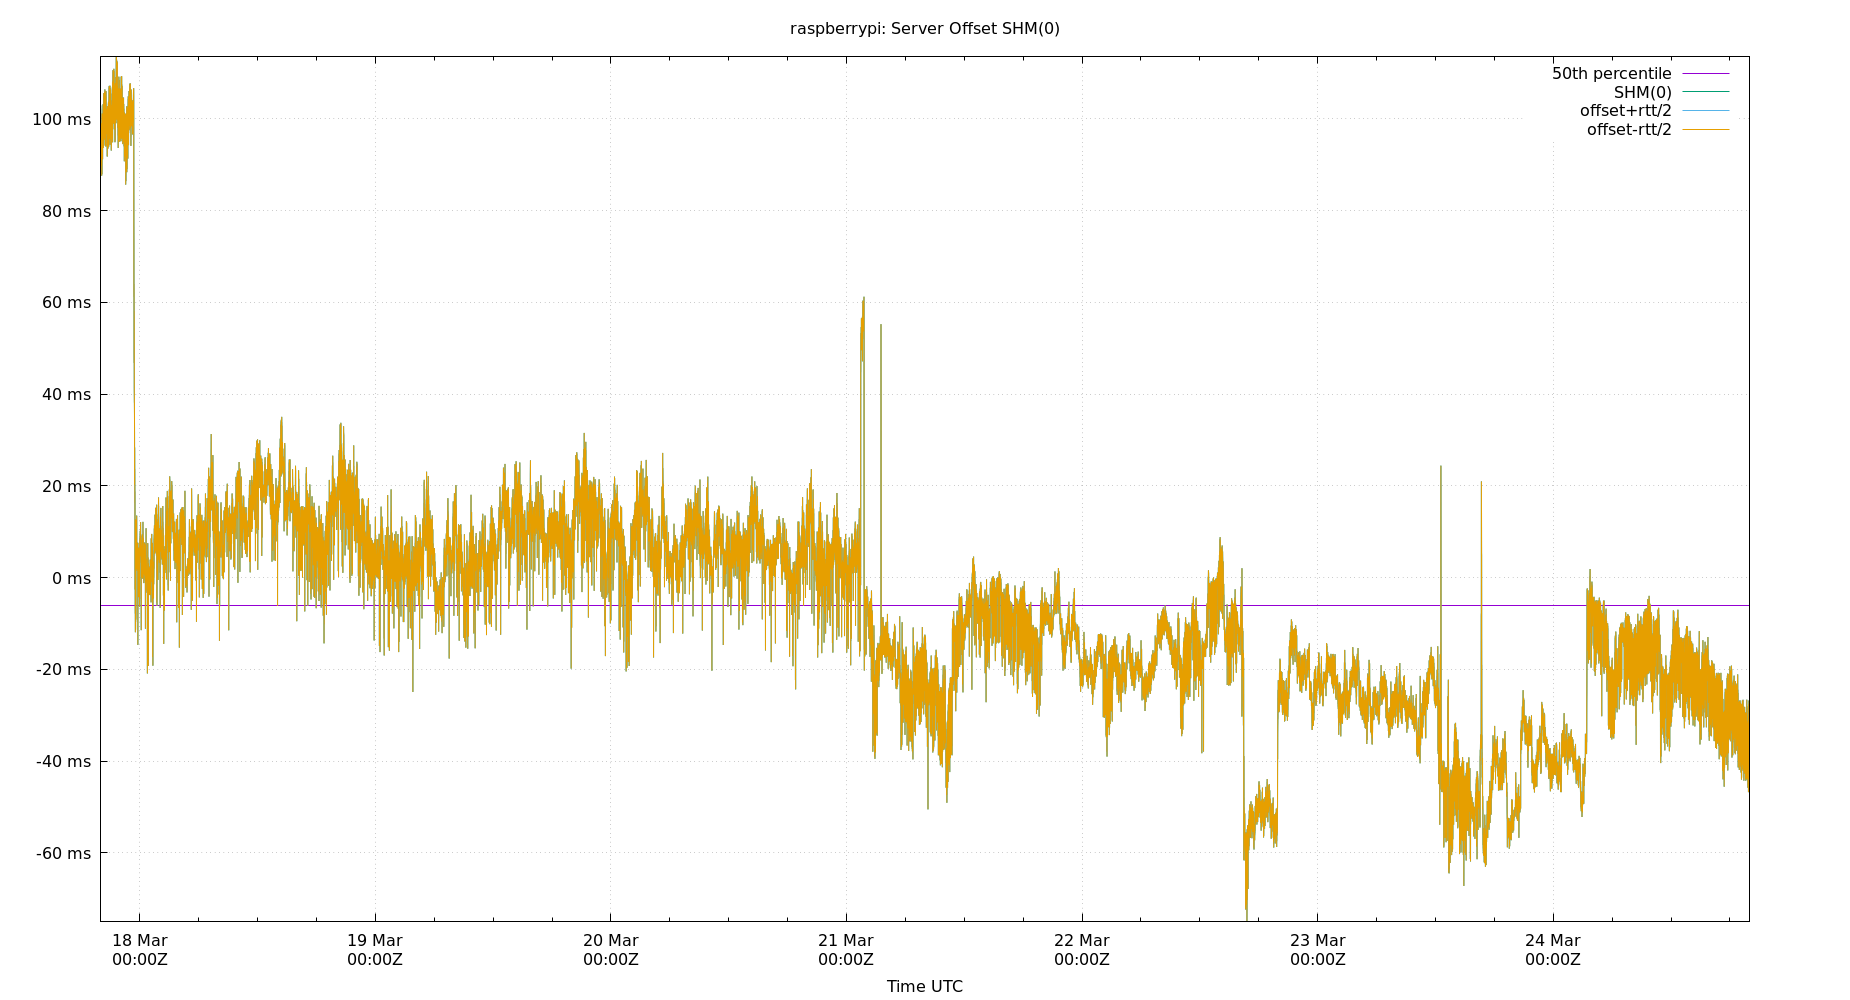 raspberrypi: Server Offset SHM(0)
50th percentile
SHM(0)
offset+rtt/2
offset-rtt/2
100 ms
80 ms
60 ms
40 ms
20 ms
0 ms
-20 ms
-40 ms
-60 ms
18 Mar 19 Mar 20 Mar 21 Mar 22 Mar 23 Mar 24 Mar
00:00Z 00:00Z 00:00Z 00:00Z 00:00Z 00:00Z 00:00Z
Time UTC